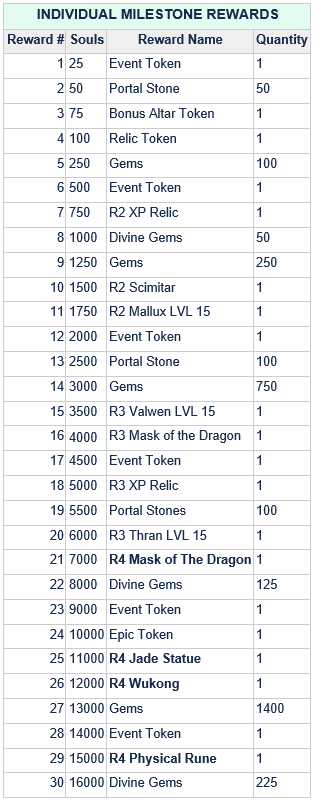 INDIVIDUAL MILESTONE REWARDS
Reward # Souls Reward Name Quantity
1 25 Event Token 1
2 50 Portal Stone 50
3 75 Bonus Altar Token 1
4 100 Relic Token 1
5 250 Gems 100
6 500 Event Token 1
7 750 R2 XP Relic 1
8 1000 Divine Gems 50
9 1250 Gems 250
10 1500 R2 Scimitar 1
11 1750 R2 Mallux LVL 15 1
12 2000 Event Token 1
13 2500 Portal Stone 100
14 3000 Gems 750
15 3500 R3 Valwen LVL 15 1
16 4000 R3 Mask of the Dragon 1
17 4500 Event Token 1
18 5000 R3 XP Relic 1
19 5500 Portal Stones 100
20 6000 R3 Thran LVL 15 1
21 7000 R4 Mask of The Dragon 1
22 8000 Divine Gems 125
23 9000 Event Token 1
24 10000 Epic Token 1
25 11000 R4 Jade Statue 1
26 12000 R4 Wukong 1
27 13000 Gems 1400
28 14000 Event Token 1
29 15000 R4 Physical Rune 1
30 16000 Divine Gems 225